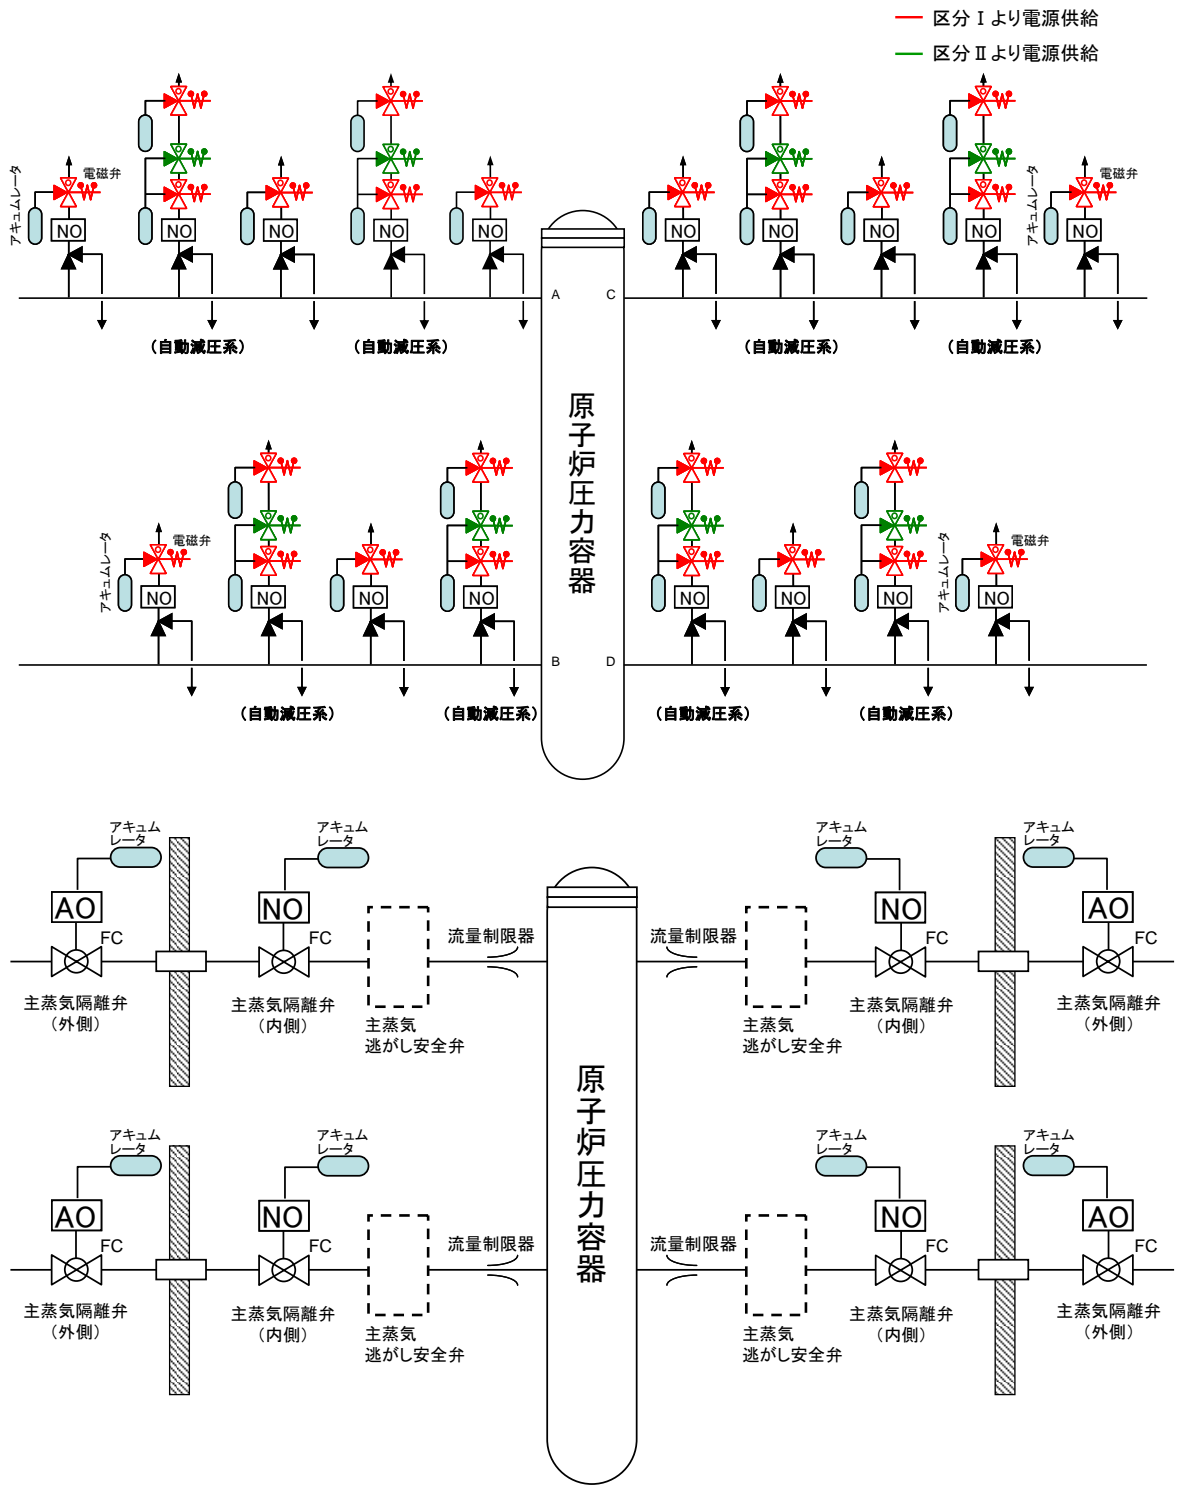 区分Ⅰより電源供給
区分Ⅱより電源供給
アキュムレータ
電磁弁
アキュムレータ
電磁弁
NO
NO
NO
NO
NO
NO
NO
NO
NO
NO
A
C
(自動減圧系)
(自動減圧系)
(自動減圧系)
(自動減圧系)
原子炉圧力容器
アキュムレータ
電磁弁
アキュムレータ
電磁弁
NO
NO
NO
NO
NO
NO
NO
NO
B
D
(自動減圧系)
(自動減圧系)
(自動減圧系)
(自動減圧系)
アキュム
レータ
アキュム
レータ
アキュム
レータ
アキュム
レータ
AO
NO
NO
AO
FC
FC
流量制限器
流量制限器
FC
FC
主蒸気隔離弁
(外側)
主蒸気隔離弁
(内側)
主蒸気
逃がし安全弁
主蒸気
逃がし安全弁
主蒸気隔離弁
(内側)
主蒸気隔離弁
(外側)
原子炉圧力容器
アキュム
レータ
アキュム
レータ
アキュム
レータ
アキュム
レータ
AO
NO
NO
AO
FC
FC
流量制限器
流量制限器
FC
FC
主蒸気隔離弁
(外側)
主蒸気隔離弁
(内側)
主蒸気
逃がし安全弁
主蒸気
逃がし安全弁
主蒸気隔離弁
(内側)
主蒸気隔離弁
(外側)